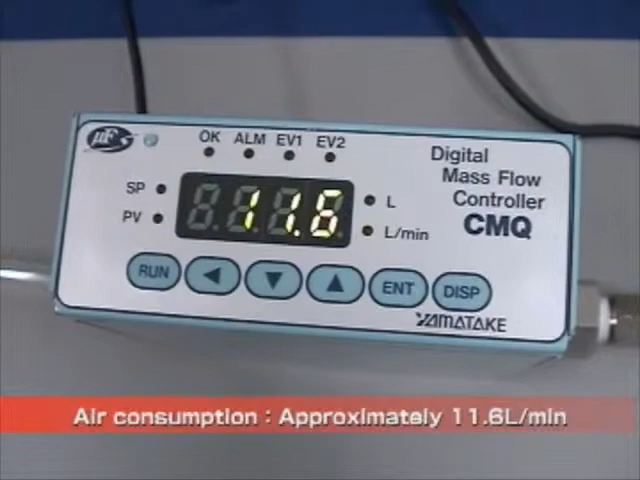 μF
OK ALM EV1 EV2
SP
PV
11.6
L
L/min
Digital
Mass Flow
Controller
CMQ
RUN ENT DISP
YAMATAKE
Air consumption : Approximately 11.6L/min